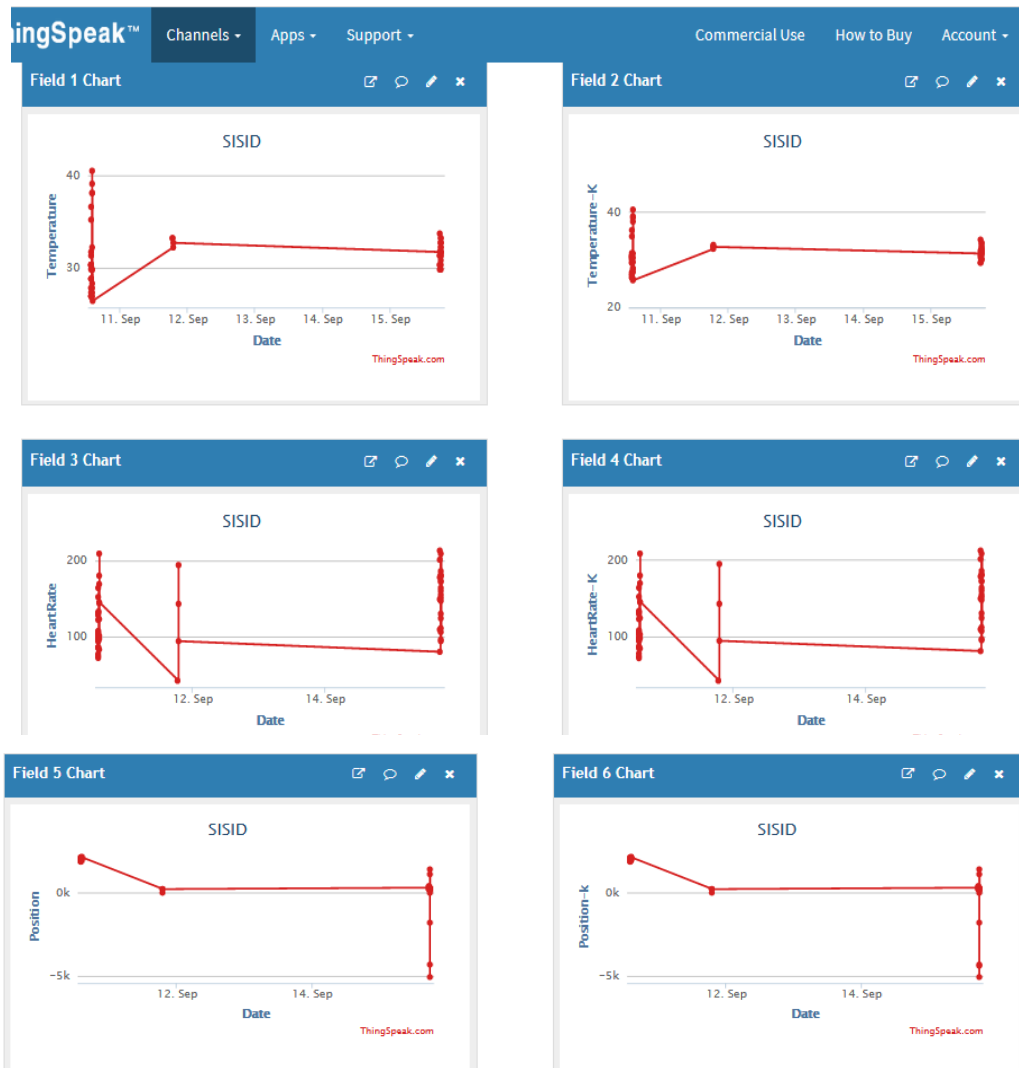 ingSpeak™ Channels Apps Support Commercial Use How to Buy Account
Field 1 Chart
SISID
40
30
Temperature
11. Sep 12. Sep 13. Sep 14. Sep 15. Sep
Date
ThingSpeak.com
Field 2 Chart
SISID
40
20
Temperature-K
11. Sep 12. Sep 13. Sep 14. Sep 15. Sep
Date
ThingSpeak.com
Field 3 Chart
SISID
200
100
HeartRate
12. Sep 14. Sep
Date
Field 4 Chart
SISID
200
100
HeartRate-K
12. Sep 14. Sep
Date
Field 5 Chart
SISID
0k
-5k
Position
12. Sep 14. Sep
Date
ThingSpeak.com
Field 6 Chart
SISID
0k
-5k
Position-k
12. Sep 14. Sep
Date
ThingSpeak.com